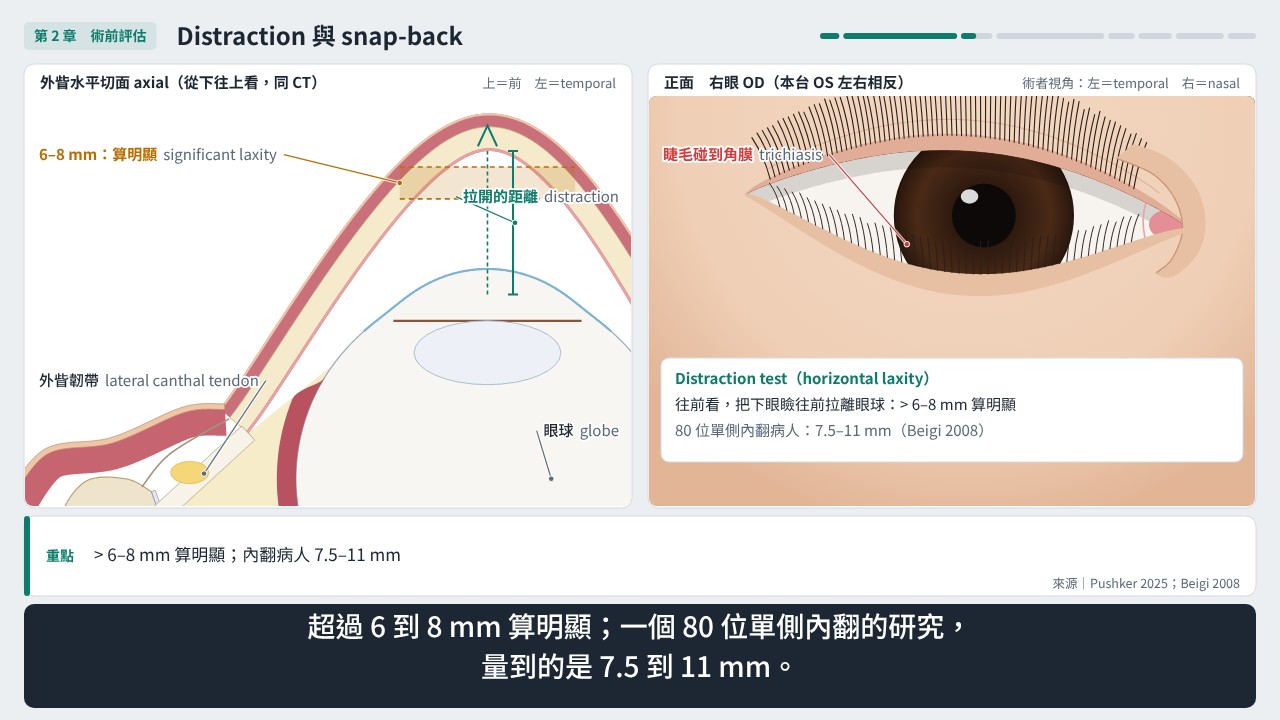 第 2 章　術前評估
Distraction 與 snap-back
外眥水平切面 axial（從下往上看，同 CT）
上＝前　左＝temporal
6–8 mm：算明顯 significant laxity
拉開的距離 distraction
外眥韌帶 lateral canthal tendon
眼球 globe
正面　右眼 OD（本台 OS 左右相反）
術者視角：左＝temporal　右＝nasal
睫毛碰到角膜 trichiasis
Distraction test（horizontal laxity）
往前看，把下眼瞼往前拉離眼球：> 6–8 mm 算明顯
80 位單側內翻病人：7.5–11 mm（Beigi 2008）
重點
> 6–8 mm 算明顯；內翻病人 7.5–11 mm
來源｜Pushker 2025；Beigi 2008
超過 6 到 8 mm 算明顯；一個 80 位單側內翻的研究，
量到的是 7.5 到 11 mm。